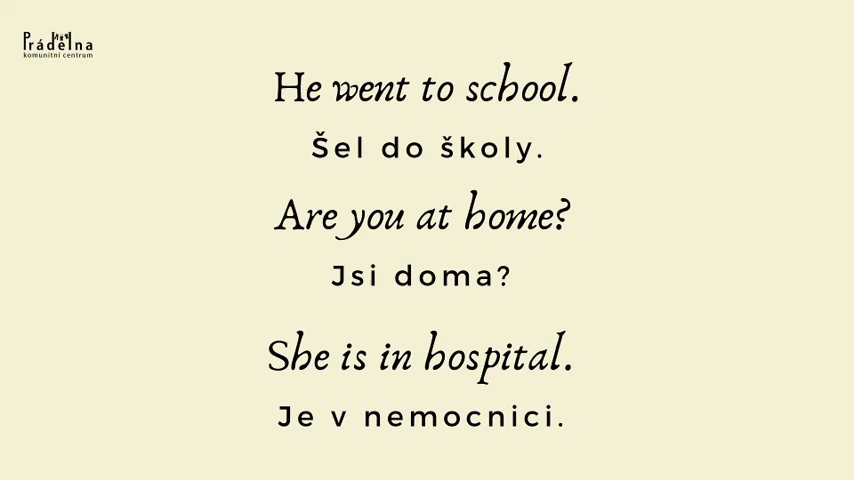 Prádelna
komunitní centrum
He went to school.
Šel do školy.
Are you at home?
Jsi doma?
She is in hospital.
Je v nemocnici.